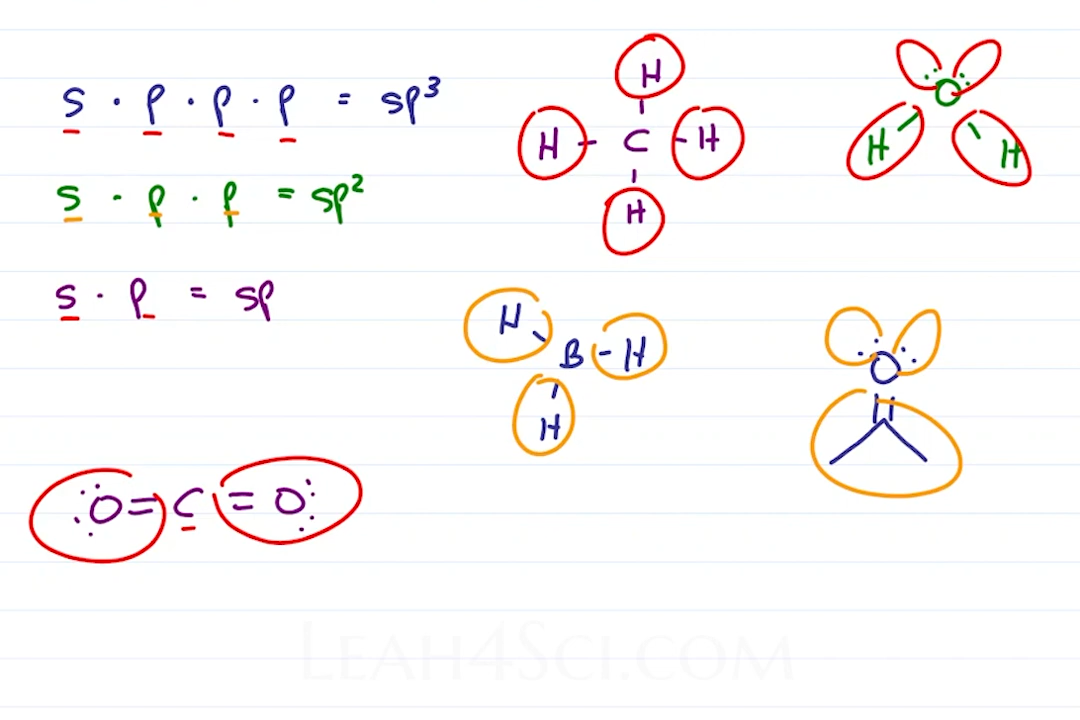 s · p · p · p = sp³
s · p · p = sp²
s · p = sp
H
H - C - H
H
O
H H
H
B - H
H
O
:O=C=O:
LEAH4SCI.COM